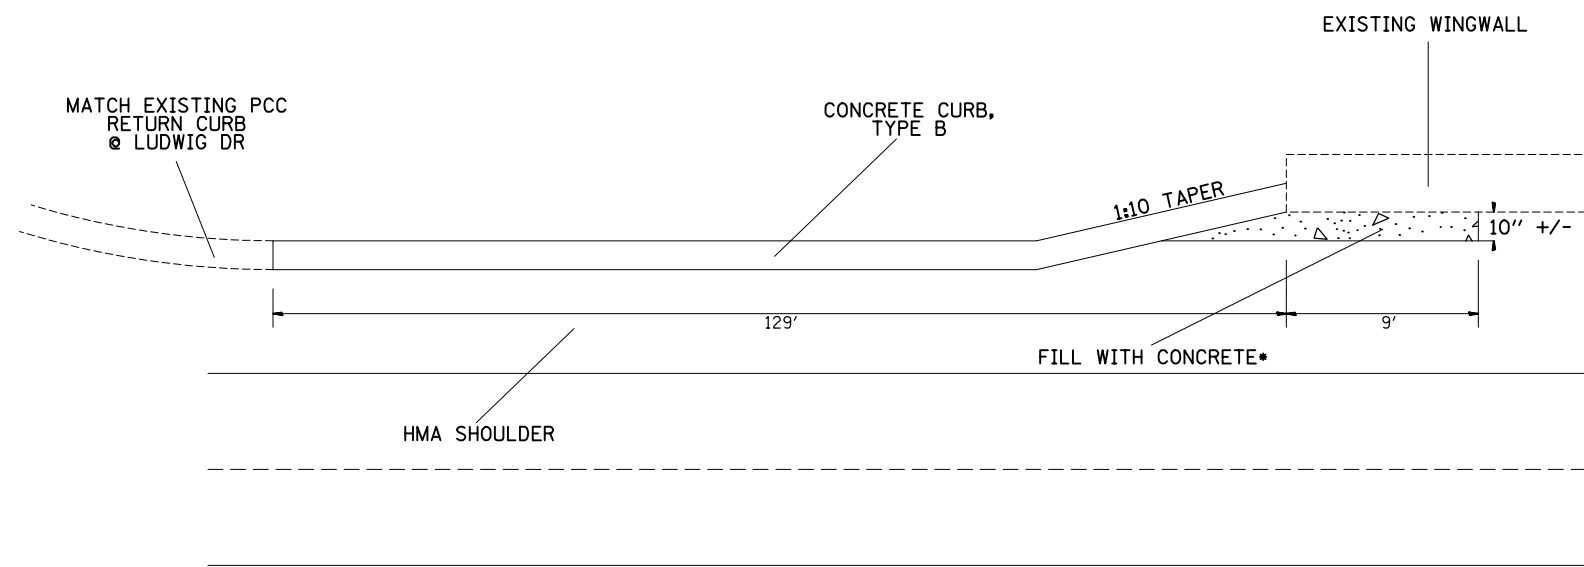 EXISTING WINGWALL
MATCH EXISTING PCC
RETURN CURB
@ LUDWIG DR
CONCRETE CURB,
TYPE B
1:10 TAPER
10" +/-
129'
9'
FILL WITH CONCRETE*
HMA SHOULDER